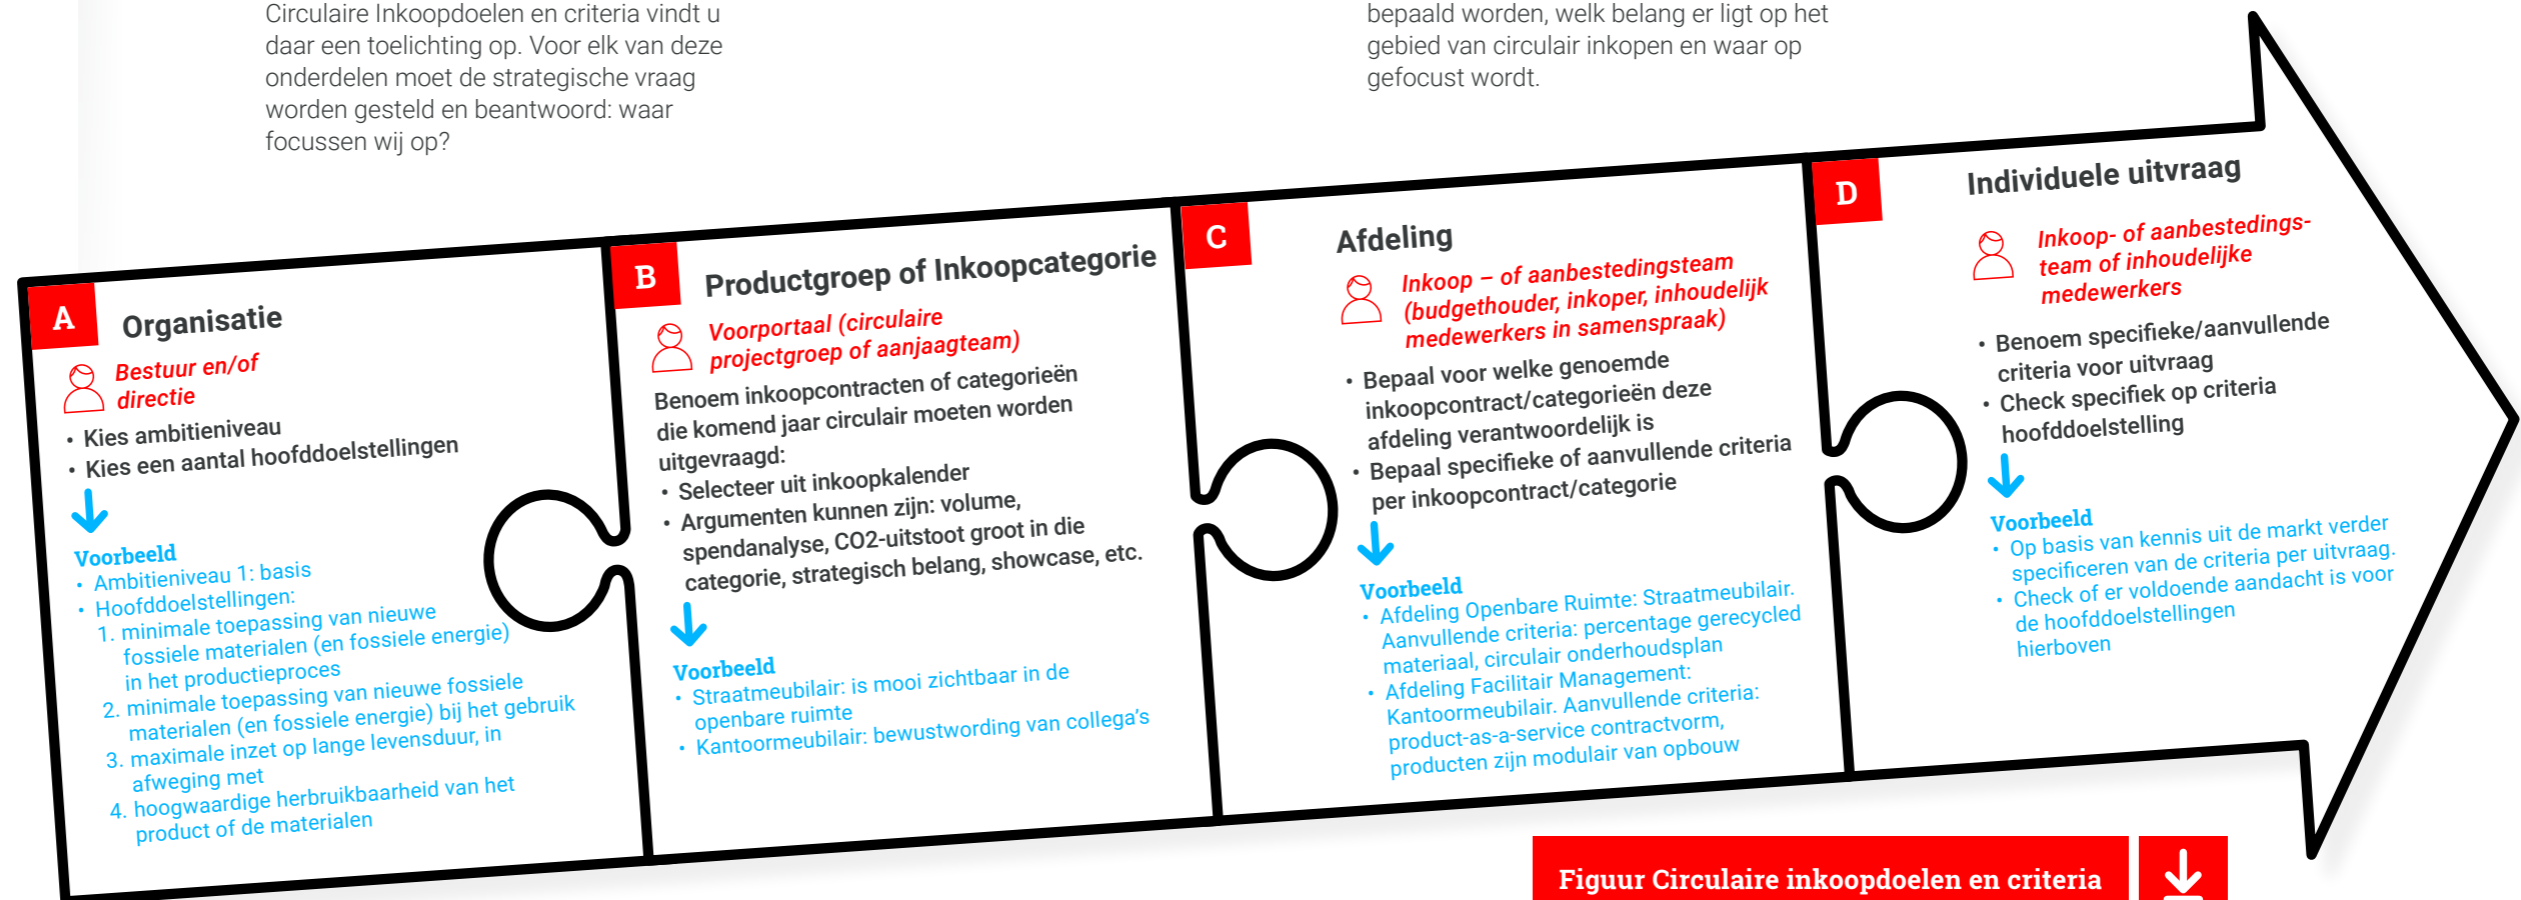 Circulaire Inkoopdoelen en criteria vindt u
daar een toelichting op. Voor elk van deze
onderdelen moet de strategische vraag
worden gesteld en beantwoord: waar
focussen wij op?
bepaald worden, welk belang er ligt op het
gebied van circulair inkopen en waar op
gefocust wordt.
A
Organisatie
Bestuur en/of
directie
• Kies ambitieniveau
• Kies een aantal hoofddoelstellingen
Voorbeeld
• Ambitieniveau 1: basis
• Hoofddoelstellingen:
1. minimale toepassing van nieuwe
fossiele materialen (en fossiele energie)
in het productieproces
2. minimale toepassing van nieuwe fossiele
materialen (en fossiele energie) bij het gebruik
3. maximale inzet op lange levensduur, in
afweging met
4. hoogwaardige herbruikbaarheid van het
product of de materialen
B
Productgroep of Inkoopcategorie
Voorportaal (circulaire
projectgroep of aanjaagteam)
Benoem inkoopcontracten of categorieën
die komend jaar circulair moeten worden
uitgevraagd:
• Selecteer uit inkoopkalender
• Argumenten kunnen zijn: volume,
spendanalyse, CO2-uitstoot groot in die
categorie, strategisch belang, showcase, etc.
Voorbeeld
• Straatmeubilair: is mooi zichtbaar in de
openbare ruimte
• Kantoormeubilair: bewustwording van collega's
C
Afdeling
Inkoop – of aanbestedingsteam
(budgethouder, inkoper, inhoudelijk
medewerkers in samenspraak)
• Bepaal voor welke genoemde
inkoopcontract/categorieën deze
afdeling verantwoordelijk is
• Bepaal specifieke of aanvullende criteria
per inkoopcontract/categorie
Voorbeeld
• Afdeling Openbare Ruimte: Straatmeubilair.
Aanvullende criteria: percentage gerecycled
materiaal, circulair onderhoudsplan
• Afdeling Facilitair Management:
Kantoormeubilair. Aanvullende criteria:
product-as-a-service contractvorm,
producten zijn modulair van opbouw
D
Individuele uitvraag
Inkoop- of aanbestedings-
team of inhoudelijke
medewerkers
• Benoem specifieke/aanvullende
criteria voor uitvraag
• Check specifiek op criteria
hoofddoelstelling
Voorbeeld
• Op basis van kennis uit de markt verder
specificeren van de criteria per uitvraag.
• Check of er voldoende aandacht is voor
de hoofddoelstellingen
hierboven
Figuur Circulaire inkoopdoelen en criteria